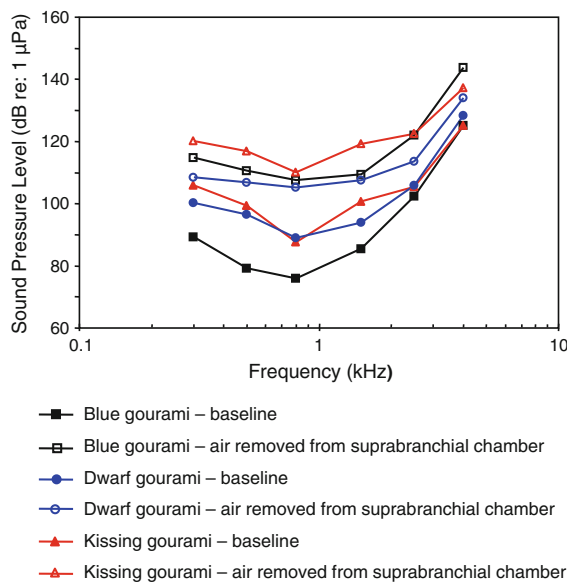 Sound Pressure Level (dB re: 1 µPa)
160
140
120
100
80
60
0.1
1
10
Frequency (kHz)
Blue gourami – baseline
Blue gourami – air removed from suprabranchial chamber
Dwarf gourami – baseline
Dwarf gourami – air removed from suprabranchial chamber
Kissing gourami – baseline
Kissing gourami – air removed from suprabranchial chamber